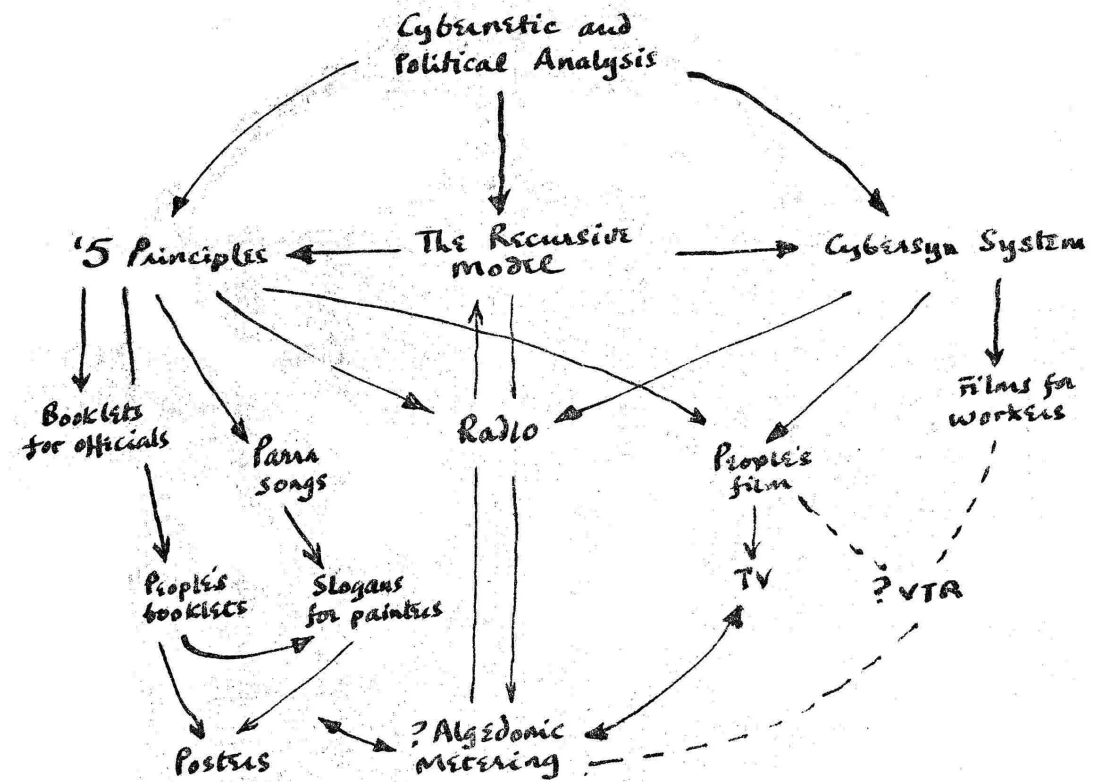 Cybernetic and
Political Analysis
'5 Principles
The Recursive
Model
Cybersyn System
Booklets
for officials
Parra
songs
Radio
People's
film
Films for
workers
People's
booklets
Slogans
for painters
TV
? VTR
Posters
? Algedonic
Metering